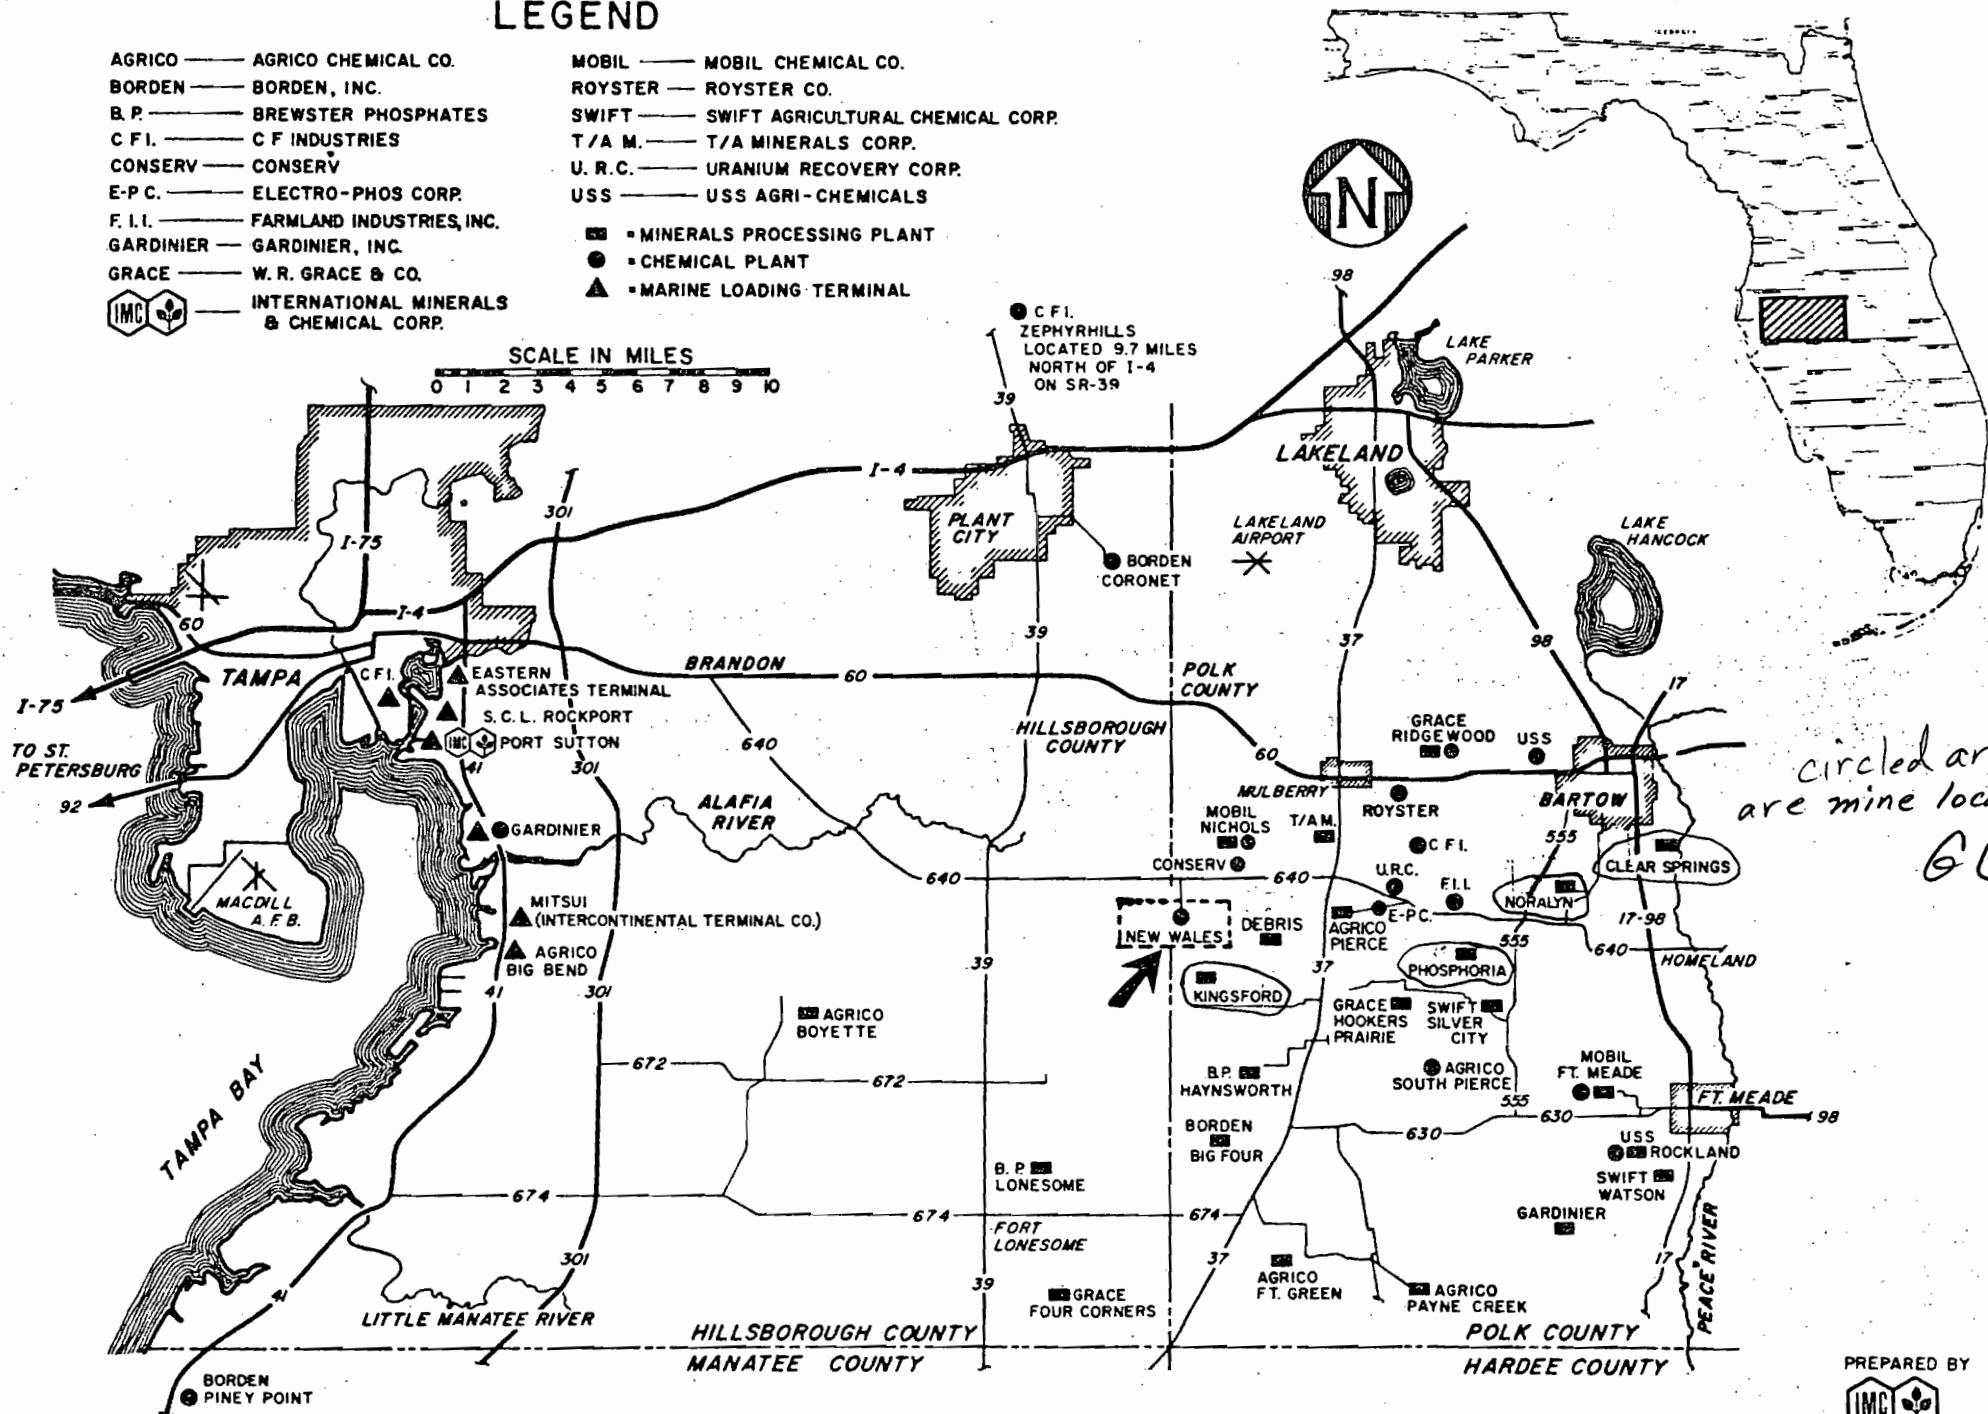 LEGEND
AGRICO — AGRICO CHEMICAL CO.
BORDEN — BORDEN, INC.
B. P. — BREWSTER PHOSPHATES
C F I. — C F INDUSTRIES
CONSERV — CONSERV
E-P C. — ELECTRO-PHOS CORP.
F. I. I. — FARMLAND INDUSTRIES, INC.
GARDINIER — GARDINIER, INC.
GRACE — W. R. GRACE & CO.
IMC — INTERNATIONAL MINERALS
& CHEMICAL CORP.
MOBIL — MOBIL CHEMICAL CO.
ROYSTER — ROYSTER CO.
SWIFT — SWIFT AGRICULTURAL CHEMICAL CORP.
T/A M. — T/A MINERALS CORP.
U. R.C. — URANIUM RECOVERY CORP.
USS — USS AGRI-CHEMICALS
= MINERALS PROCESSING PLANT
= CHEMICAL PLANT
= MARINE LOADING TERMINAL
SCALE IN MILES
0 1 2 3 4 5 6 7 8 9 10
GEORGIA
N
98
C F I.
ZEPHYRHILLS
LOCATED 9.7 MILES
NORTH OF I-4
ON SR-39
39
LAKE
PARKER
LAKELAND
I-4
301
I-75
PLANT
CITY
LAKELAND
AIRPORT
BORDEN
CORONET
LAKE
HANCOCK
I-4
60
39
37
98
TAMPA
C F I.
EASTERN
ASSOCIATES TERMINAL
BRANDON
60
POLK
COUNTY
17
I-75
S. C. L. ROCKPORT
IMC PORT SUTTON
HILLSBOROUGH
COUNTY
GRACE
RIDGEWOOD
USS
TO ST.
PETERSBURG
92
41
301
640
60
MULBERRY
ROYSTER
BARTOW
circled ar
are mine loc
ALAFIA
RIVER
GARDINIER
MOBIL
NICHOLS
T/A M.
C F I.
555
CLEAR SPRINGS
CONSERV
640
640
U.R.C.
F.I.I.
NORALYN
MACDILL
A. F. B.
MITSUI
(INTERCONTINENTAL TERMINAL CO.)
NEW WALES
DEBRIS
AGRICO
PIERCE
E-P C.
17-98
555
640
HOMELAND
AGRICO
BIG BEND
39
37
PHOSPHORIA
KINGSFORD
41
301
AGRICO
BOYETTE
GRACE
HOOKERS
PRAIRIE
SWIFT
SILVER
CITY
672
672
B.P.
HAYNSWORTH
AGRICO
SOUTH PIERCE
MOBIL
FT. MEADE
FT. MEADE
98
555
630
630
TAMPA BAY
BORDEN
BIG FOUR
USS
ROCKLAND
B. P.
LONESOME
SWIFT
WATSON
674
674
674
GARDINIER
FORT
LONESOME
PEACE RIVER
301
37
17
39
AGRICO
FT. GREEN
AGRICO
PAYNE CREEK
GRACE
FOUR CORNERS
41
LITTLE MANATEE RIVER
HILLSBOROUGH COUNTY
MANATEE COUNTY
POLK COUNTY
HARDEE COUNTY
BORDEN
PINEY POINT
PREPARED BY
IMC